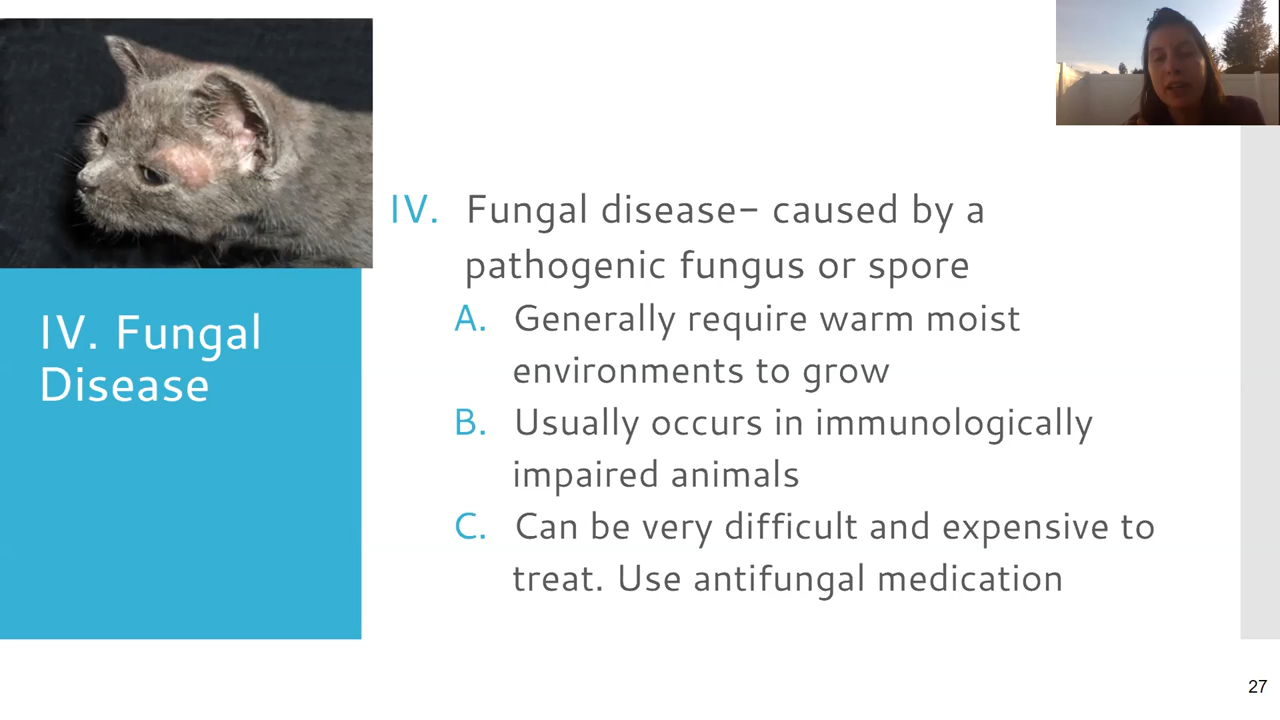 IV. Fungal
Disease
IV. Fungal disease- caused by a
pathogenic fungus or spore
A. Generally require warm moist
environments to grow
B. Usually occurs in immunologically
impaired animals
C. Can be very difficult and expensive to
treat. Use antifungal medication
27